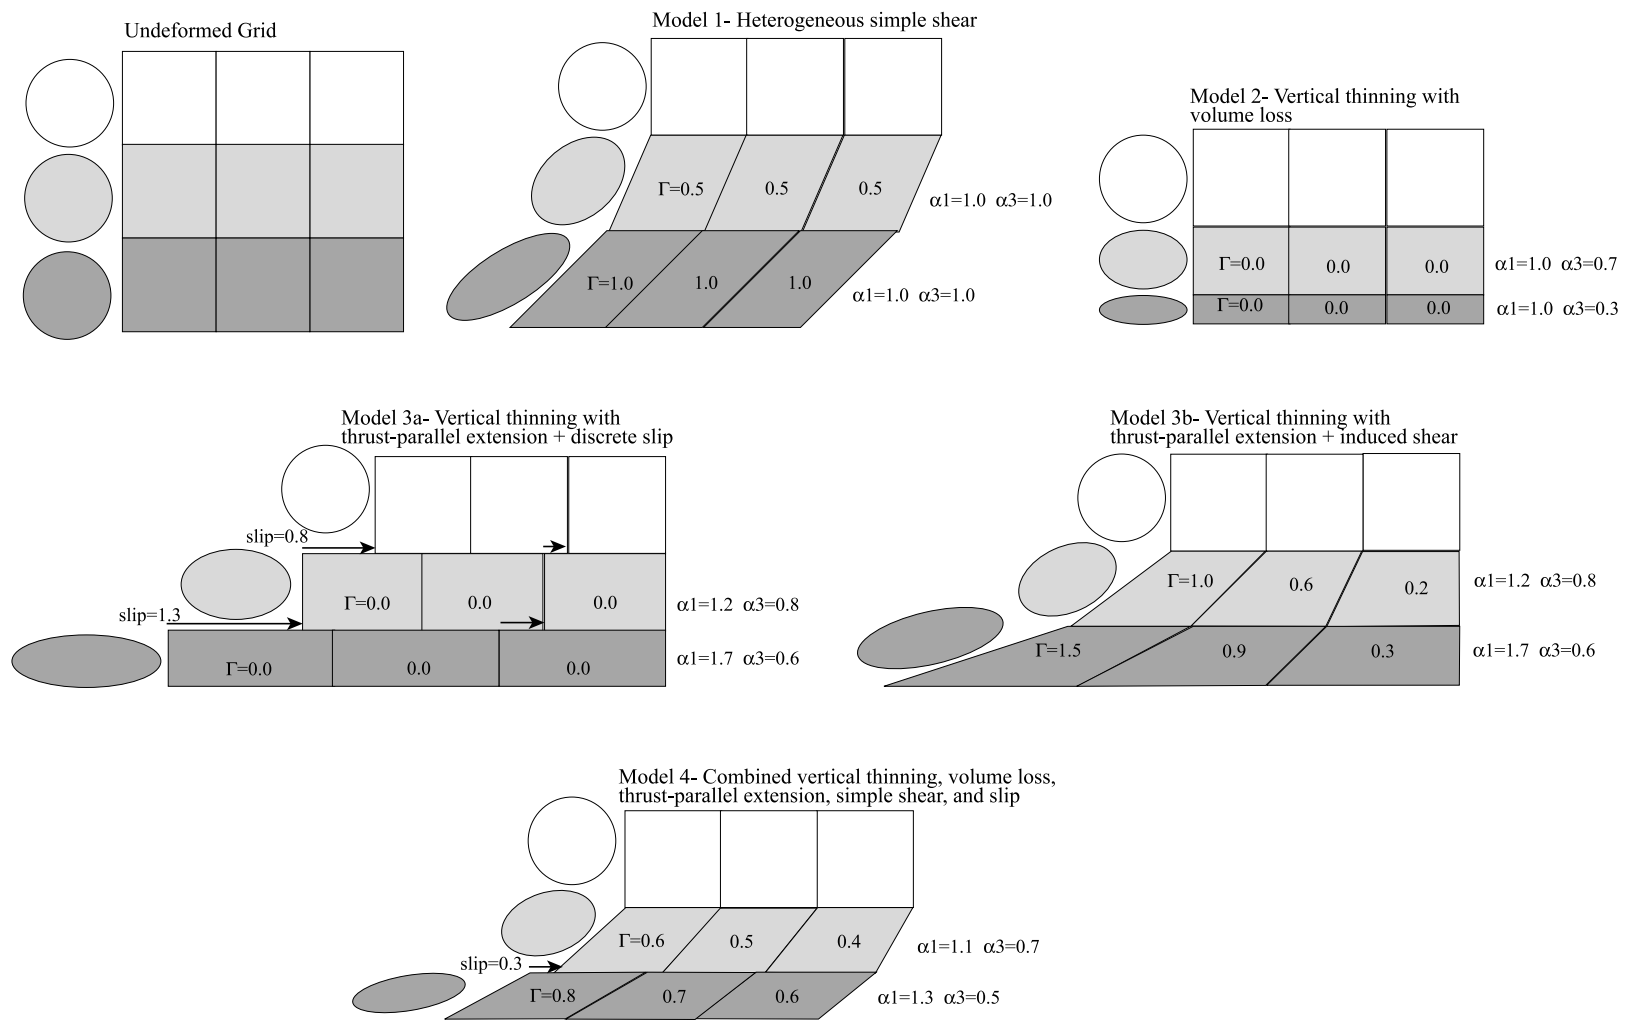 Undeformed Grid
Model 1- Heterogeneous simple shear
Γ=0.5 0.5 0.5
α1=1.0 α3=1.0
Γ=1.0 1.0 1.0
α1=1.0 α3=1.0
Model 2- Vertical thinning with
volume loss
Γ=0.0 0.0 0.0
α1=1.0 α3=0.7
Γ=0.0 0.0 0.0
α1=1.0 α3=0.3
Model 3a- Vertical thinning with
thrust-parallel extension + discrete slip
slip=0.8
Γ=0.0 0.0 0.0
α1=1.2 α3=0.8
slip=1.3
Γ=0.0 0.0 0.0
α1=1.7 α3=0.6
Model 3b- Vertical thinning with
thrust-parallel extension + induced shear
Γ=1.0 0.6 0.2
α1=1.2 α3=0.8
Γ=1.5 0.9 0.3
α1=1.7 α3=0.6
Model 4- Combined vertical thinning, volume loss,
thrust-parallel extension, simple shear, and slip
Γ=0.6 0.5 0.4
α1=1.1 α3=0.7
slip=0.3
Γ=0.8 0.7 0.6
α1=1.3 α3=0.5